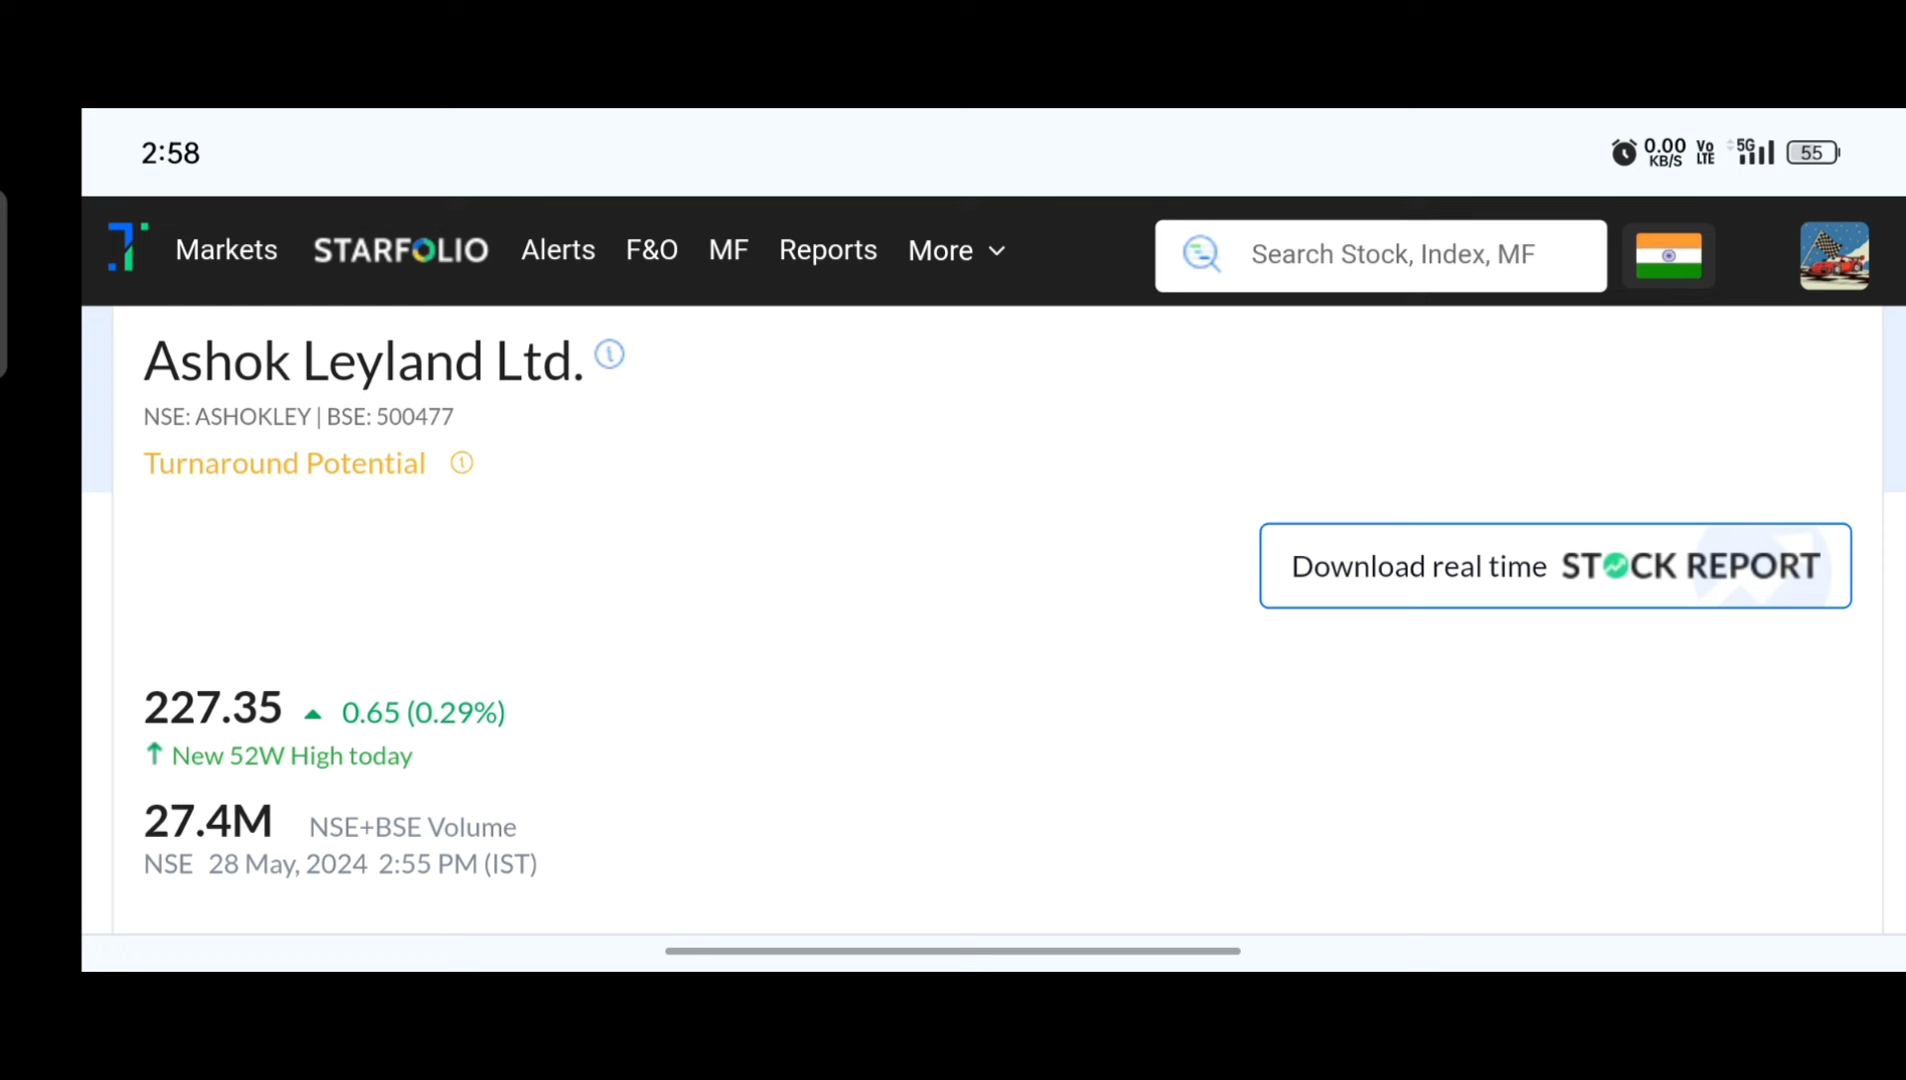 2:58
0.00 KB/S Vo LTE 5G 55
Markets STARFOLIO Alerts F&O MF Reports More Search Stock, Index, MF
Ashok Leyland Ltd.
NSE: ASHOKLEY | BSE: 500477
Turnaround Potential
Download real time STOCK REPORT
227.35 0.65 (0.29%)
New 52W High today
27.4M NSE+BSE Volume
NSE 28 May, 2024 2:55 PM (IST)